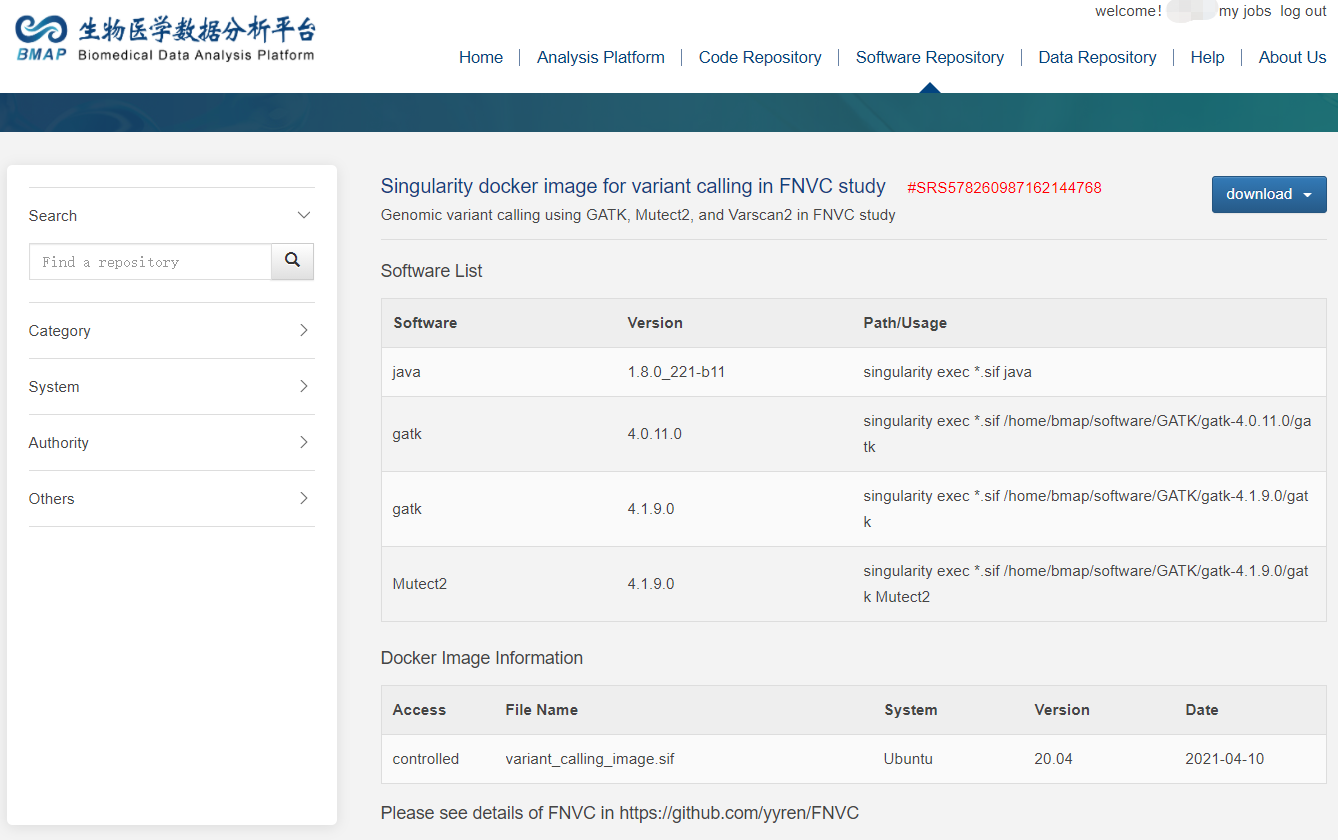 welcome! my jobs log out
生物医学数据分析平台
BMAP Biomedical Data Analysis Platform
Home Analysis Platform Code Repository Software Repository Data Repository Help About Us
Search
Find a repository
Category
System
Authority
Others
Singularity docker image for variant calling in FNVC study #SRS578260987162144768
download
Genomic variant calling using GATK, Mutect2, and Varscan2 in FNVC study
Software List
Software Version Path/Usage
java 1.8.0_221-b11 singularity exec *.sif java
gatk 4.0.11.0 singularity exec *.sif /home/bmap/software/GATK/gatk-4.0.11.0/ga
tk
gatk 4.1.9.0 singularity exec *.sif /home/bmap/software/GATK/gatk-4.1.9.0/gat
k
Mutect2 4.1.9.0 singularity exec *.sif /home/bmap/software/GATK/gatk-4.1.9.0/gat
k Mutect2
Docker Image Information
Access File Name System Version Date
controlled variant_calling_image.sif Ubuntu 20.04 2021-04-10
Please see details of FNVC in https://github.com/yyren/FNVC